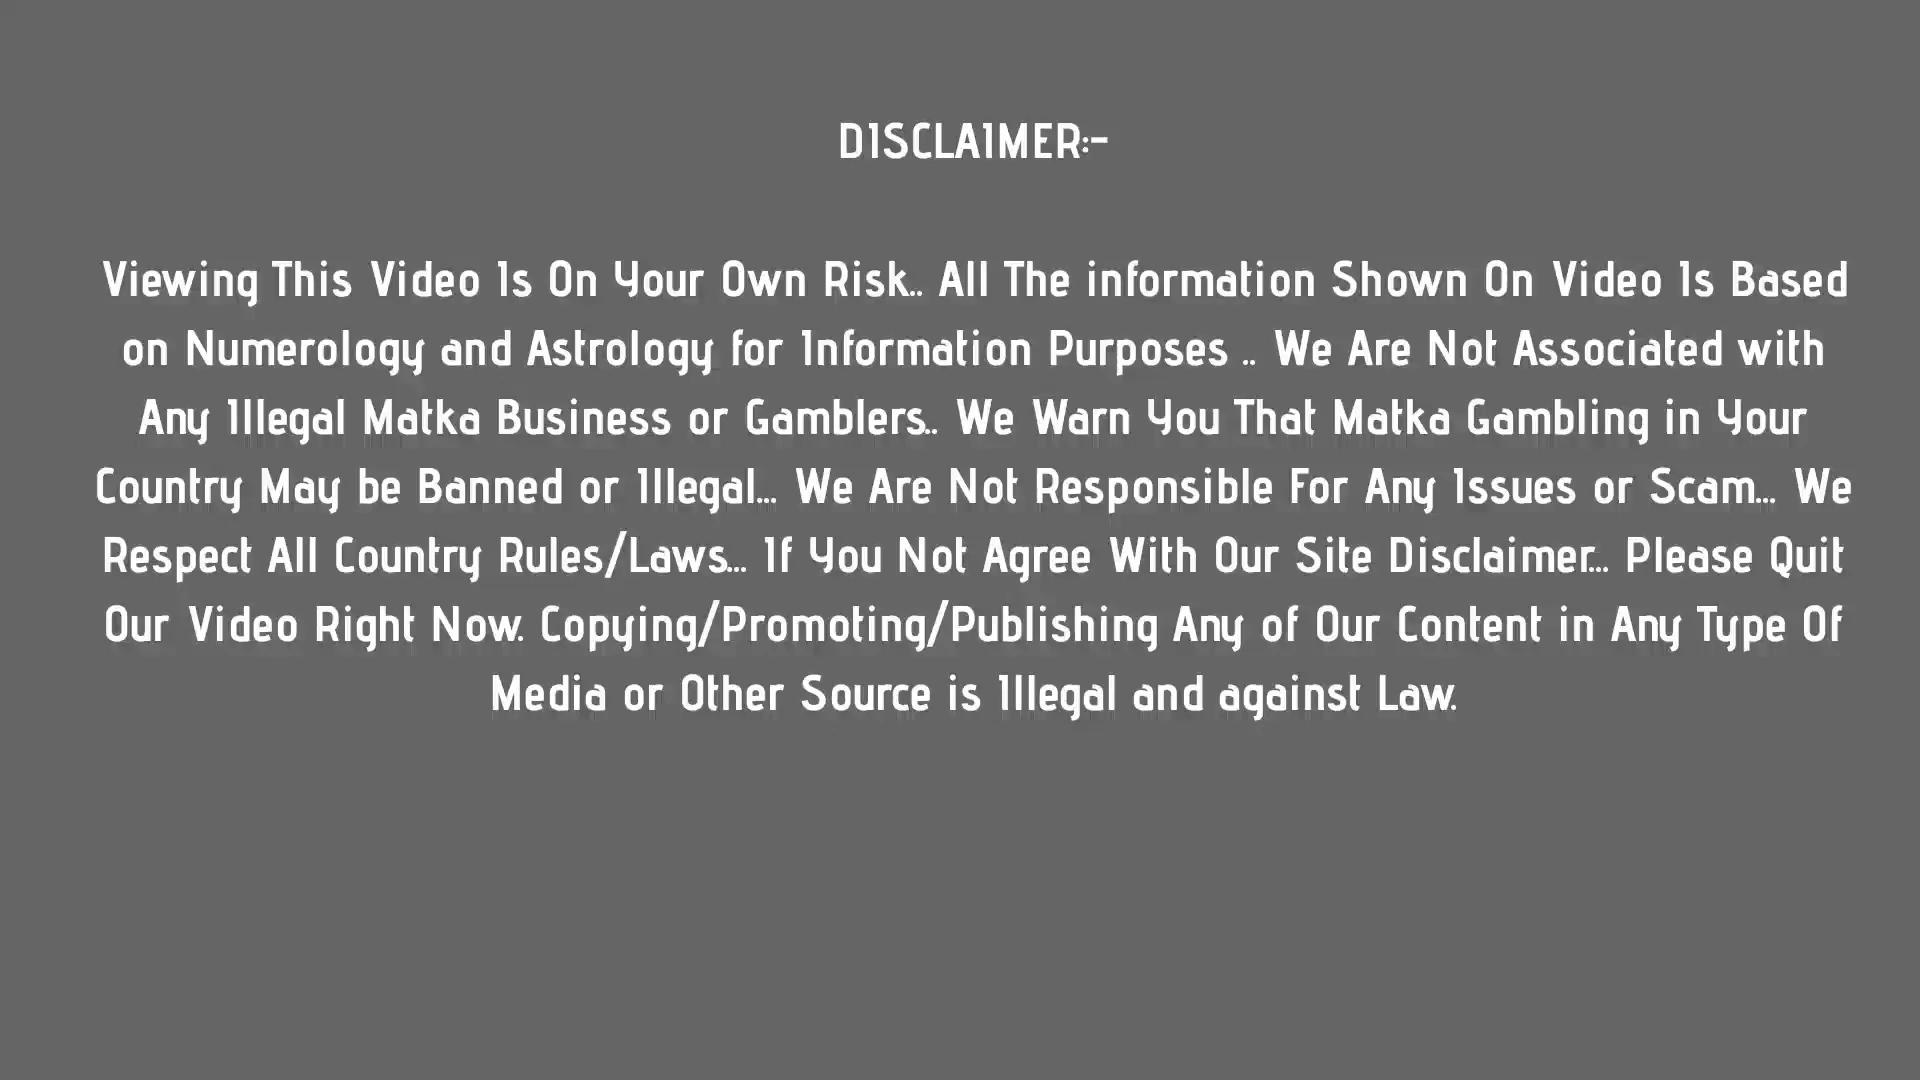 DISCLAIMER:-
Viewing This Video Is On Your Own Risk.. All The information Shown On Video Is Based
on Numerology and Astrology for Information Purposes .. We Are Not Associated with
Any Illegal Matka Business or Gamblers.. We Warn You That Matka Gambling in Your
Country May be Banned or Illegal... We Are Not Responsible For Any Issues or Scam... We
Respect All Country Rules/Laws... If You Not Agree With Our Site Disclaimer... Please Quit
Our Video Right Now. Copying/Promoting/Publishing Any of Our Content in Any Type Of
Media or Other Source is Illegal and against Law.